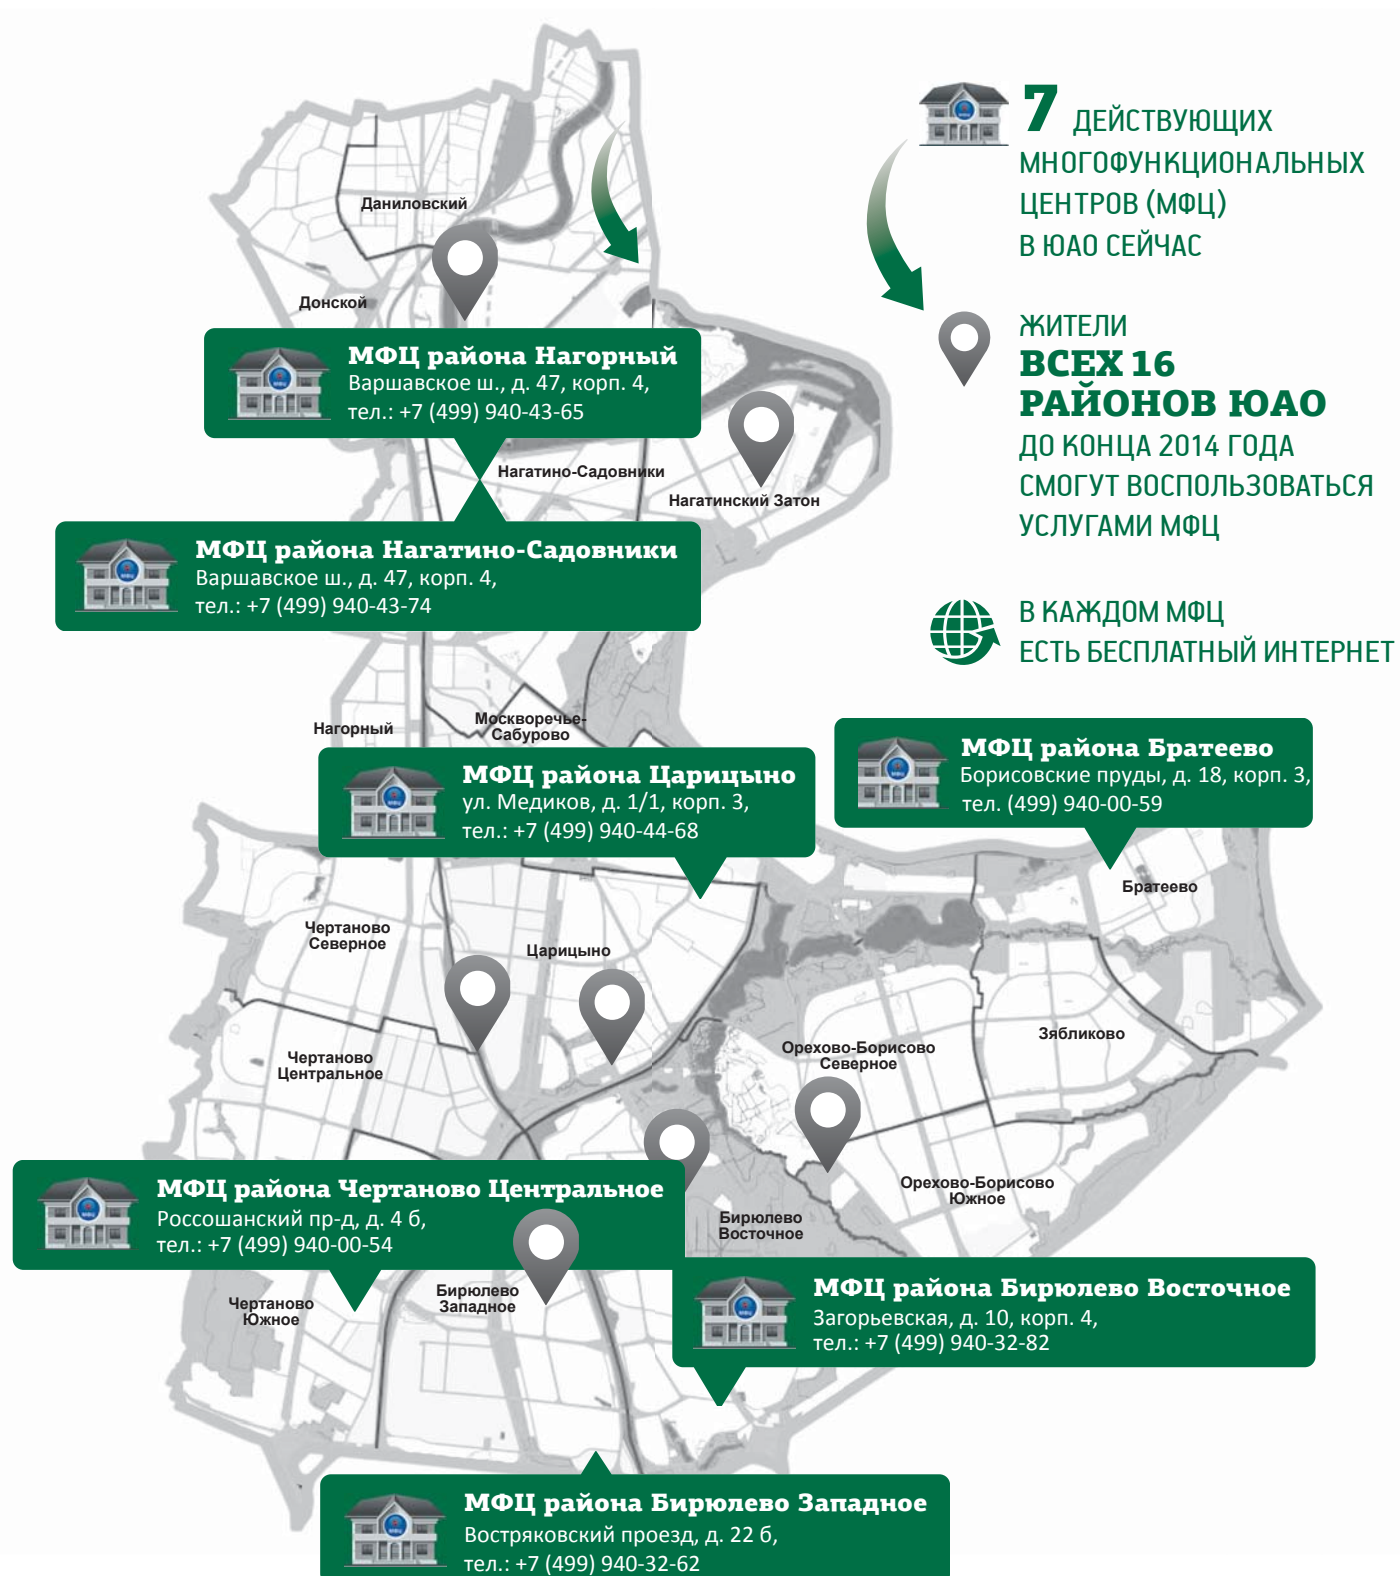 7 ДЕЙСТВУЮЩИХ
МНОГОФУНКЦИОНАЛЬНЫХ
ЦЕНТРОВ (МФЦ)
В ЮАО СЕЙЧАС
ЖИТЕЛИ
ВСЕХ 16
РАЙОНОВ ЮАО
ДО КОНЦА 2014 ГОДА
СМОГУТ ВОСПОЛЬЗОВАТЬСЯ
УСЛУГАМИ МФЦ
В КАЖДОМ МФЦ
ЕСТЬ БЕСПЛАТНЫЙ ИНТЕРНЕТ
Даниловский
Донской
МФЦ района Нагорный
Варшавское ш., д. 47, корп. 4,
тел.: +7 (499) 940-43-65
Нагатино-Садовники
Нагатинский Затон
МФЦ района Нагатино-Садовники
Варшавское ш., д. 47, корп. 4,
тел.: +7 (499) 940-43-74
Нагорный
Москворечье-
Сабурово
МФЦ района Царицыно
ул. Медиков, д. 1/1, корп. 3,
тел.: +7 (499) 940-44-68
МФЦ района Братеево
Борисовские пруды, д. 18, корп. 3,
тел. (499) 940-00-59
Братеево
Чертаново
Северное
Царицыно
Зябликово
Орехово-Борисово
Северное
Чертаново
Центральное
МФЦ района Чертаново Центральное
Россошанский пр-д, д. 4 б,
тел.: +7 (499) 940-00-54
Орехово-Борисово
Южное
Бирюлево
Восточное
Чертаново
Южное
Бирюлево
Западное
МФЦ района Бирюлево Восточное
Загорьевская, д. 10, корп. 4,
тел.: +7 (499) 940-32-82
МФЦ района Бирюлево Западное
Востряковский проезд, д. 22 б,
тел.: +7 (499) 940-32-62